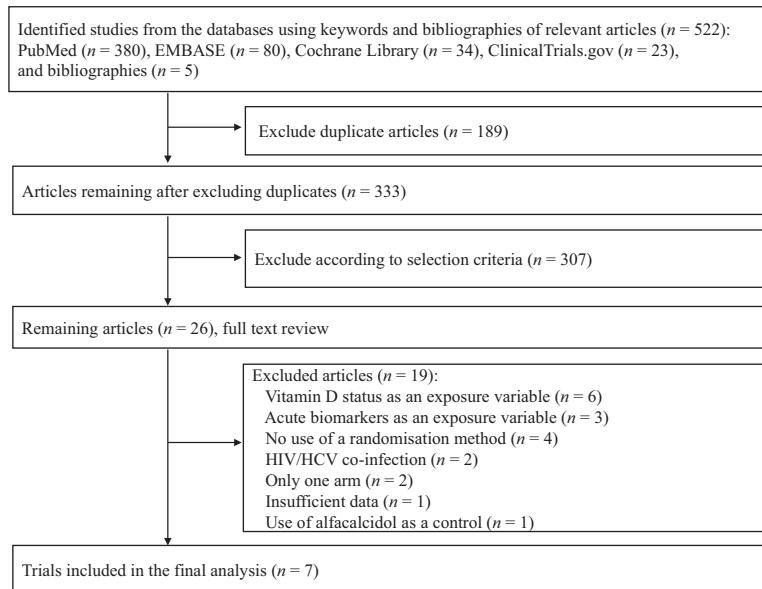 Identified studies from the databases using keywords and bibliographies of relevant articles (n = 522):
PubMed (n = 380), EMBASE (n = 80), Cochrane Library (n = 34), ClinicalTrials.gov (n = 23),
and bibliographies (n = 5)
Exclude duplicate articles (n = 189)
Articles remaining after excluding duplicates (n = 333)
Exclude according to selection criteria (n = 307)
Remaining articles (n = 26), full text review
Excluded articles (n = 19):
Vitamin D status as an exposure variable (n = 6)
Acute biomarkers as an exposure variable (n = 3)
No use of a randomisation method (n = 4)
HIV/HCV co-infection (n = 2)
Only one arm (n = 2)
Insufficient data (n = 1)
Use of alfacalcidol as a control (n = 1)
Trials included in the final analysis (n = 7)